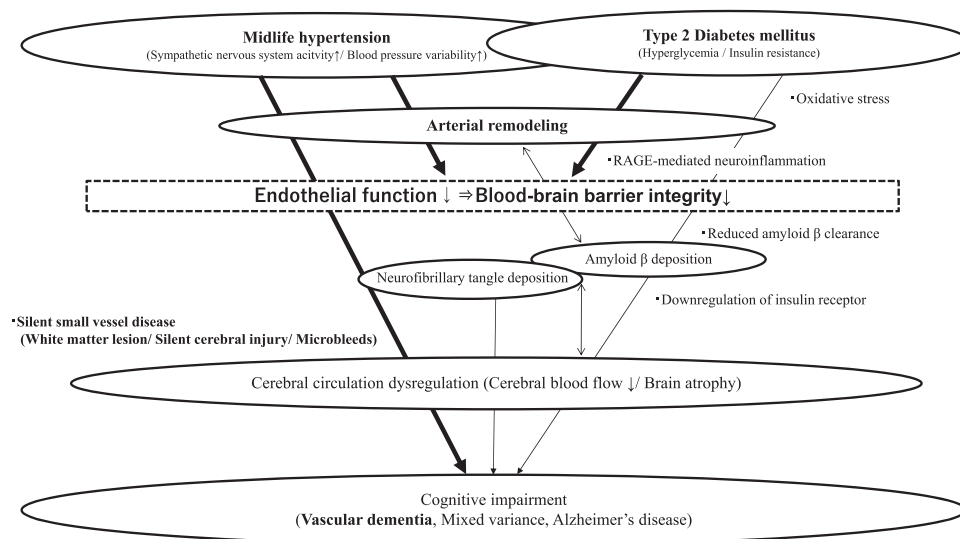 Midlife hypertension
(Sympathetic nervous system acitvity↑/ Blood pressure variability↑)
Type 2 Diabetes mellitus
(Hyperglycemia / Insulin resistance)
･Oxidative stress
Arterial remodeling
･RAGE-mediated neuroinflammation
Endothelial function ↓ ⇒Blood-brain barrier integrity↓
･Reduced amyloid β clearance
Amyloid β deposition
Neurofibrillary tangle deposition
･Downregulation of insulin receptor
･Silent small vessel disease
(White matter lesion/ Silent cerebral injury/ Microbleeds)
Cerebral circulation dysregulation (Cerebral blood flow ↓/ Brain atrophy)
Cognitive impairment
(Vascular dementia, Mixed variance, Alzheimer's disease)